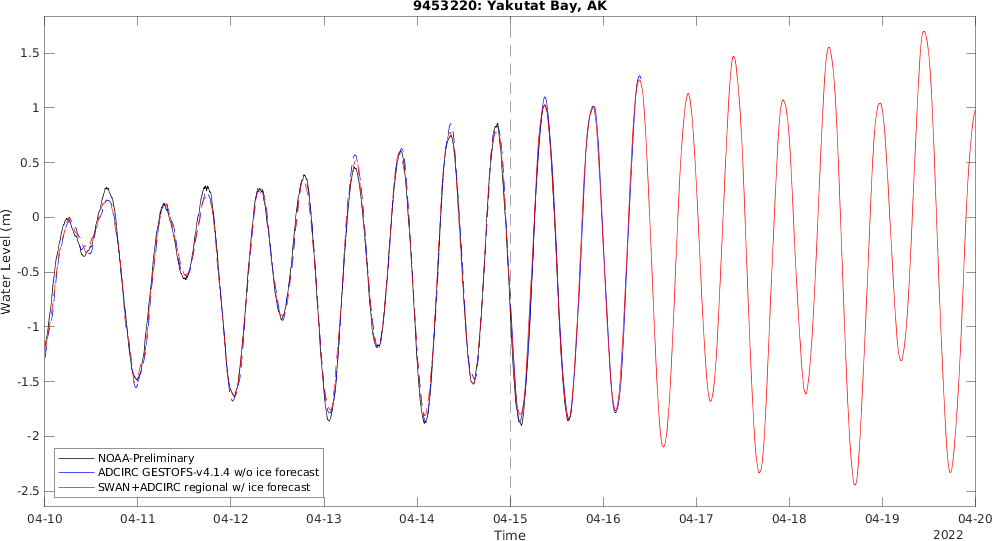 9453220: Yakutat Bay, AK
Water Level (m)
1.5
1
0.5
0
-0.5
-1
-1.5
-2
-2.5
NOAA-Preliminary
ADCIRC GESTOFS-v4.1.4 w/o ice forecast
SWAN+ADCIRC regional w/ ice forecast
04-10 04-11 04-12 04-13 04-14 04-15 04-16 04-17 04-18 04-19 04-20
Time
2022